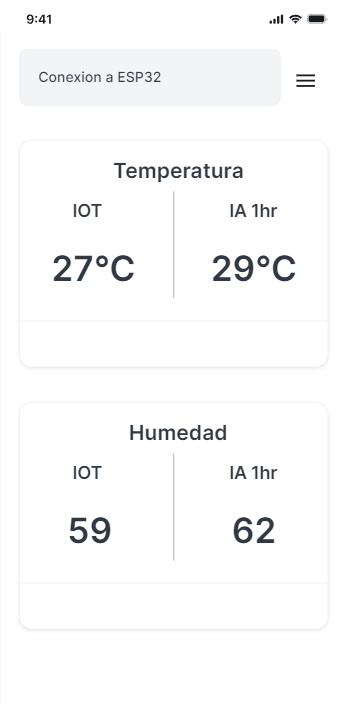 9:41
Conexion a ESP32
Temperatura
IOT IA 1hr
27°C 29°C
Humedad
IOT IA 1hr
59 62